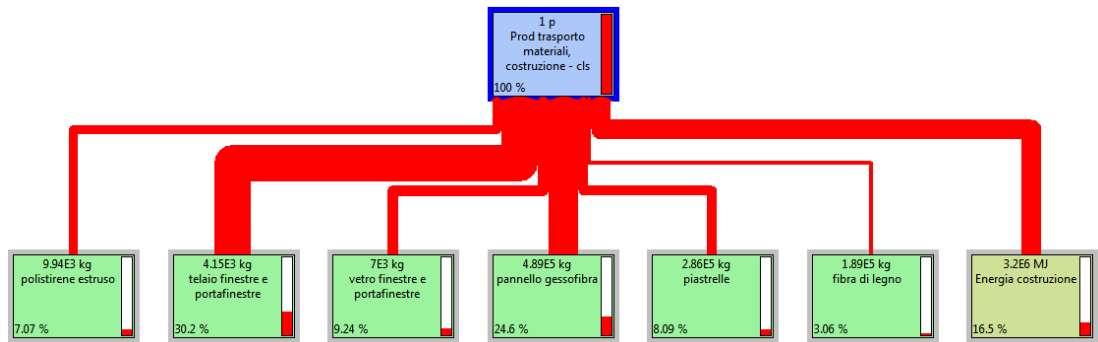 1 p
Prod trasporto
materiali,
costruzione - cls
100 %
9.94E3 kg
polistirene estruso
7.07 %
4.15E3 kg
telaio finestre e
portafinestre
30.2 %
7E3 kg
vetro finestre e
portafinestre
9.24 %
4.89E5 kg
pannello gessofibra
24.6 %
2.86E5 kg
piastrelle
8.09 %
1.89E5 kg
fibra di legno
3.06 %
3.2E6 MJ
Energia costruzione
16.5 %